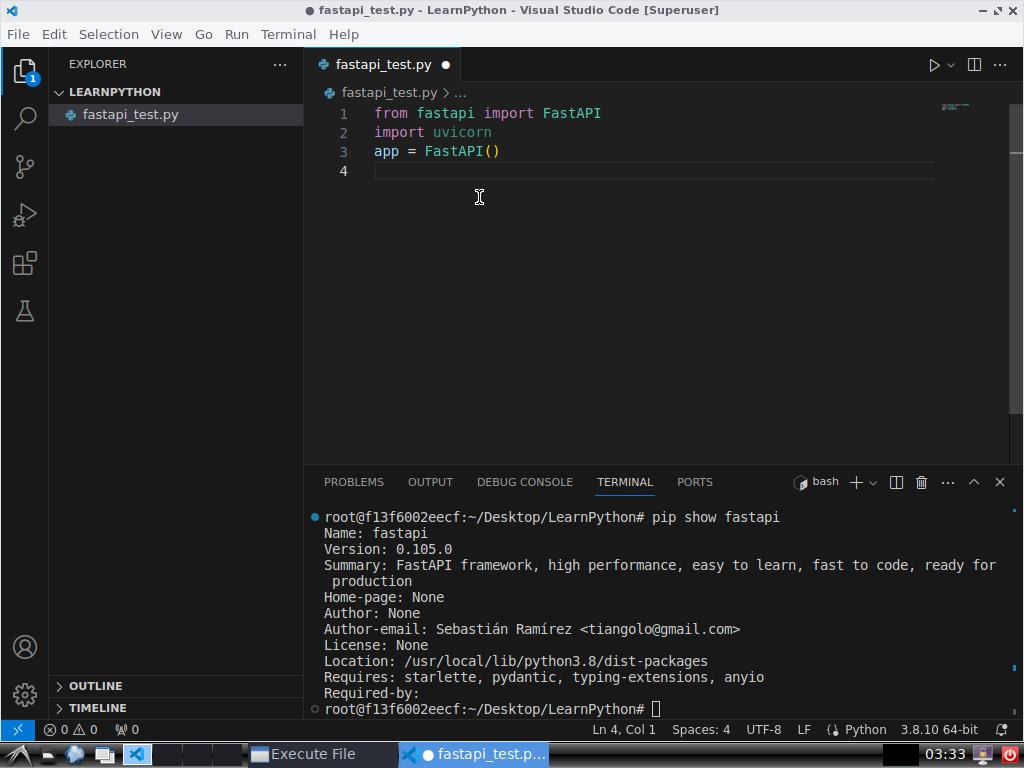 ● fastapi_test.py - LearnPython - Visual Studio Code [Superuser]
File Edit Selection View Go Run Terminal Help
EXPLORER
fastapi_test.py
LEARNPYTHON
fastapi_test.py > ...
fastapi_test.py
1 from fastapi import FastAPI
2 import uvicorn
3 app = FastAPI()
4
1
PROBLEMS OUTPUT DEBUG CONSOLE TERMINAL PORTS bash
root@f13f6002eecf:~/Desktop/LearnPython# pip show fastapi
Name: fastapi
Version: 0.105.0
Summary: FastAPI framework, high performance, easy to learn, fast to code, ready for
production
Home-page: None
Author: None
Author-email: Sebastián Ramírez <tiangolo@gmail.com>
License: None
Location: /usr/local/lib/python3.8/dist-packages
Requires: starlette, pydantic, typing-extensions, anyio
Required-by:
root@f13f6002eecf:~/Desktop/LearnPython#
OUTLINE
TIMELINE
0 0 0 Ln 4, Col 1 Spaces: 4 UTF-8 LF Python 3.8.10 64-bit
Execute File ● fastapi_test.p... 03:33